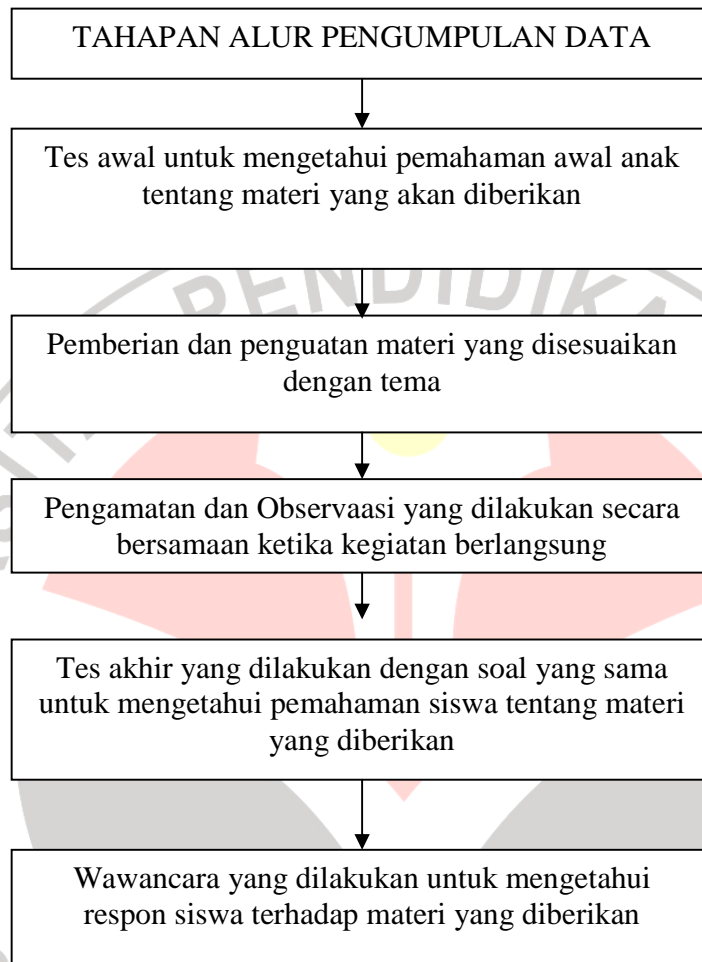 TAHAPAN ALUR PENGUMPULAN DATA
Tes awal untuk mengetahui pemahaman awal anak
tentang materi yang akan diberikan
PENDIDIKA
Pemberian dan penguatan materi yang disesuaikan
dengan tema
Pengamatan dan Observaasi yang dilakukan secara
bersamaan ketika kegiatan berlangsung
Tes akhir yang dilakukan dengan soal yang sama
untuk mengetahui pemahaman siswa tentang materi
yang diberikan
Wawancara yang dilakukan untuk mengetahui
respon siswa terhadap materi yang diberikan